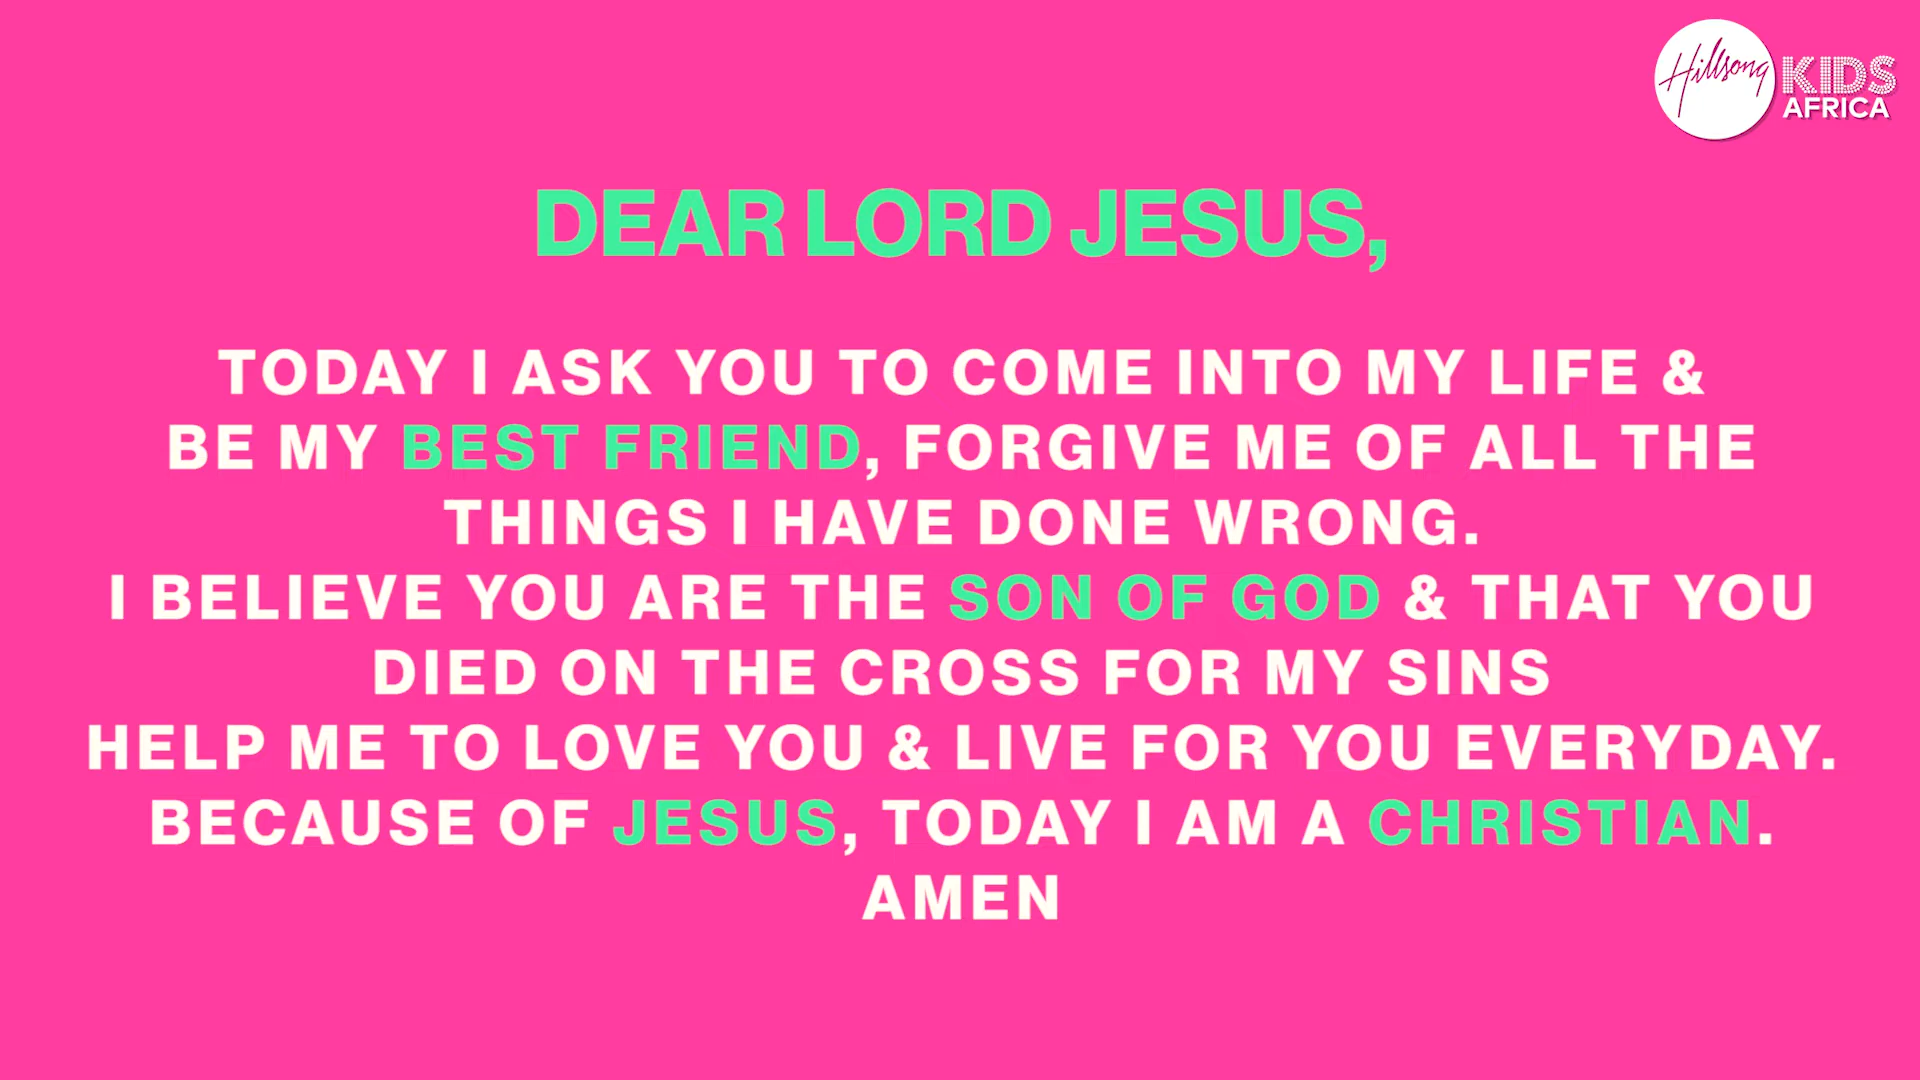 Hillsong KIDS
AFRICA
DEAR LORD JESUS,
TODAY I ASK YOU TO COME INTO MY LIFE &
BE MY BEST FRIEND, FORGIVE ME OF ALL THE
THINGS I HAVE DONE WRONG.
I BELIEVE YOU ARE THE SON OF GOD & THAT YOU
DIED ON THE CROSS FOR MY SINS
HELP ME TO LOVE YOU & LIVE FOR YOU EVERYDAY.
BECAUSE OF JESUS, TODAY I AM A CHRISTIAN.
AMEN